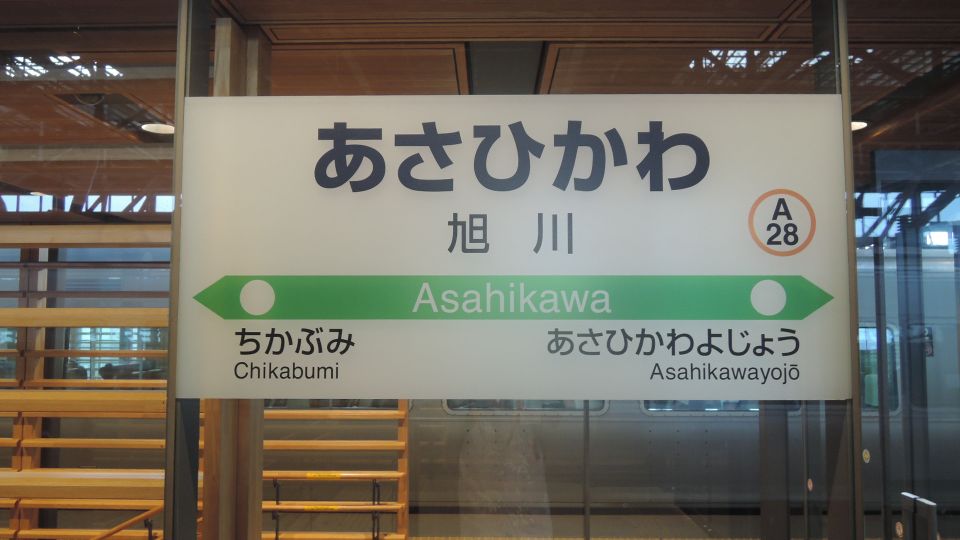 あさひかわ
旭川
A
28
Asahikawa
ちかぶみ
あさひかわよじょう
Chikabumi
Asahikawayojō